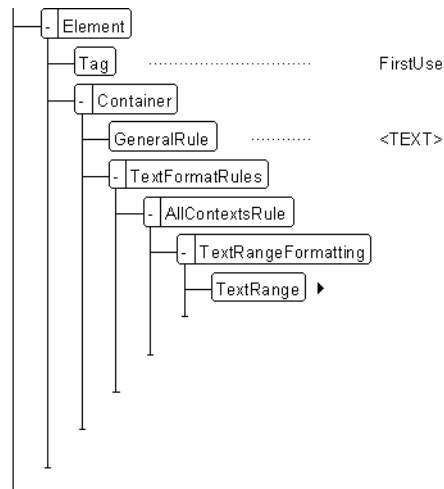 - Element
Tag ........................... FirstUse
- Container
GeneralRule ............... <TEXT>
- TextFormatRules
- AllContextsRule
- TextRangeFormatting
TextRange